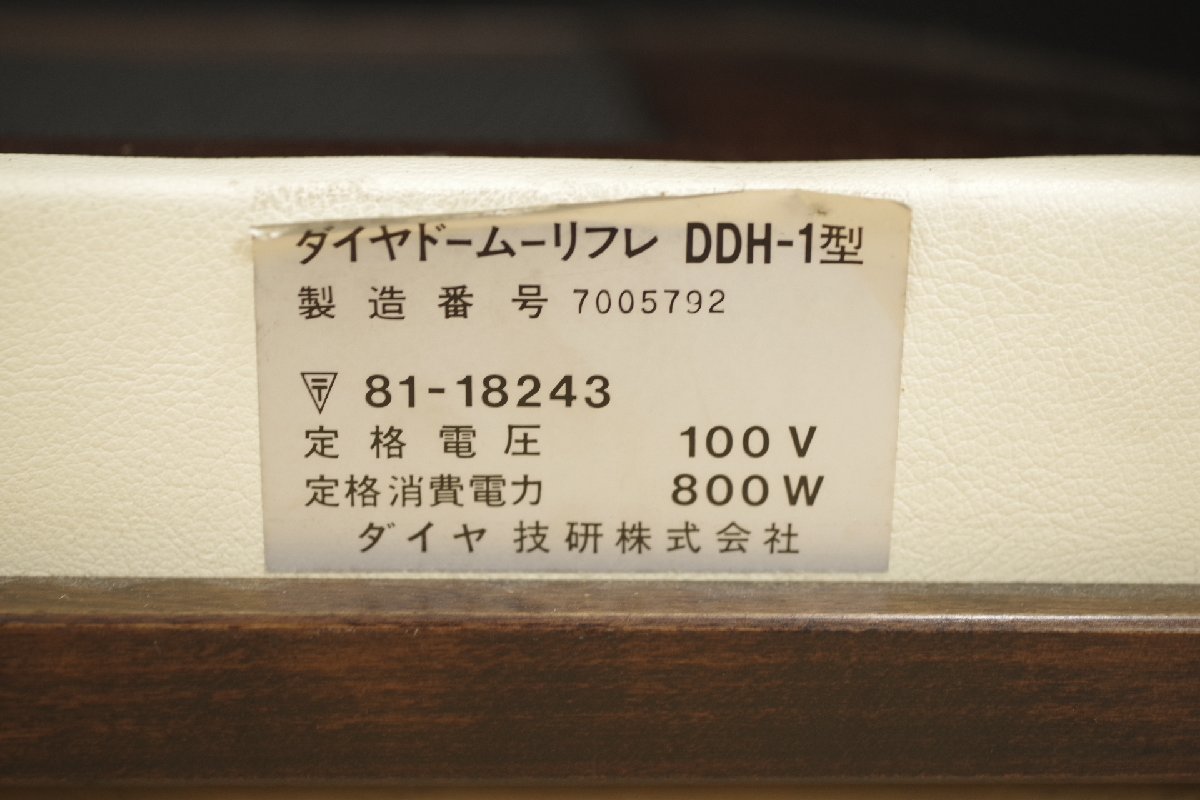 ダイヤドームーリフレ DDH-1型
製造番号 7005792
〒 81-18243
定格電圧 100V
定格消費電力 800W
ダイヤ技研株式会社